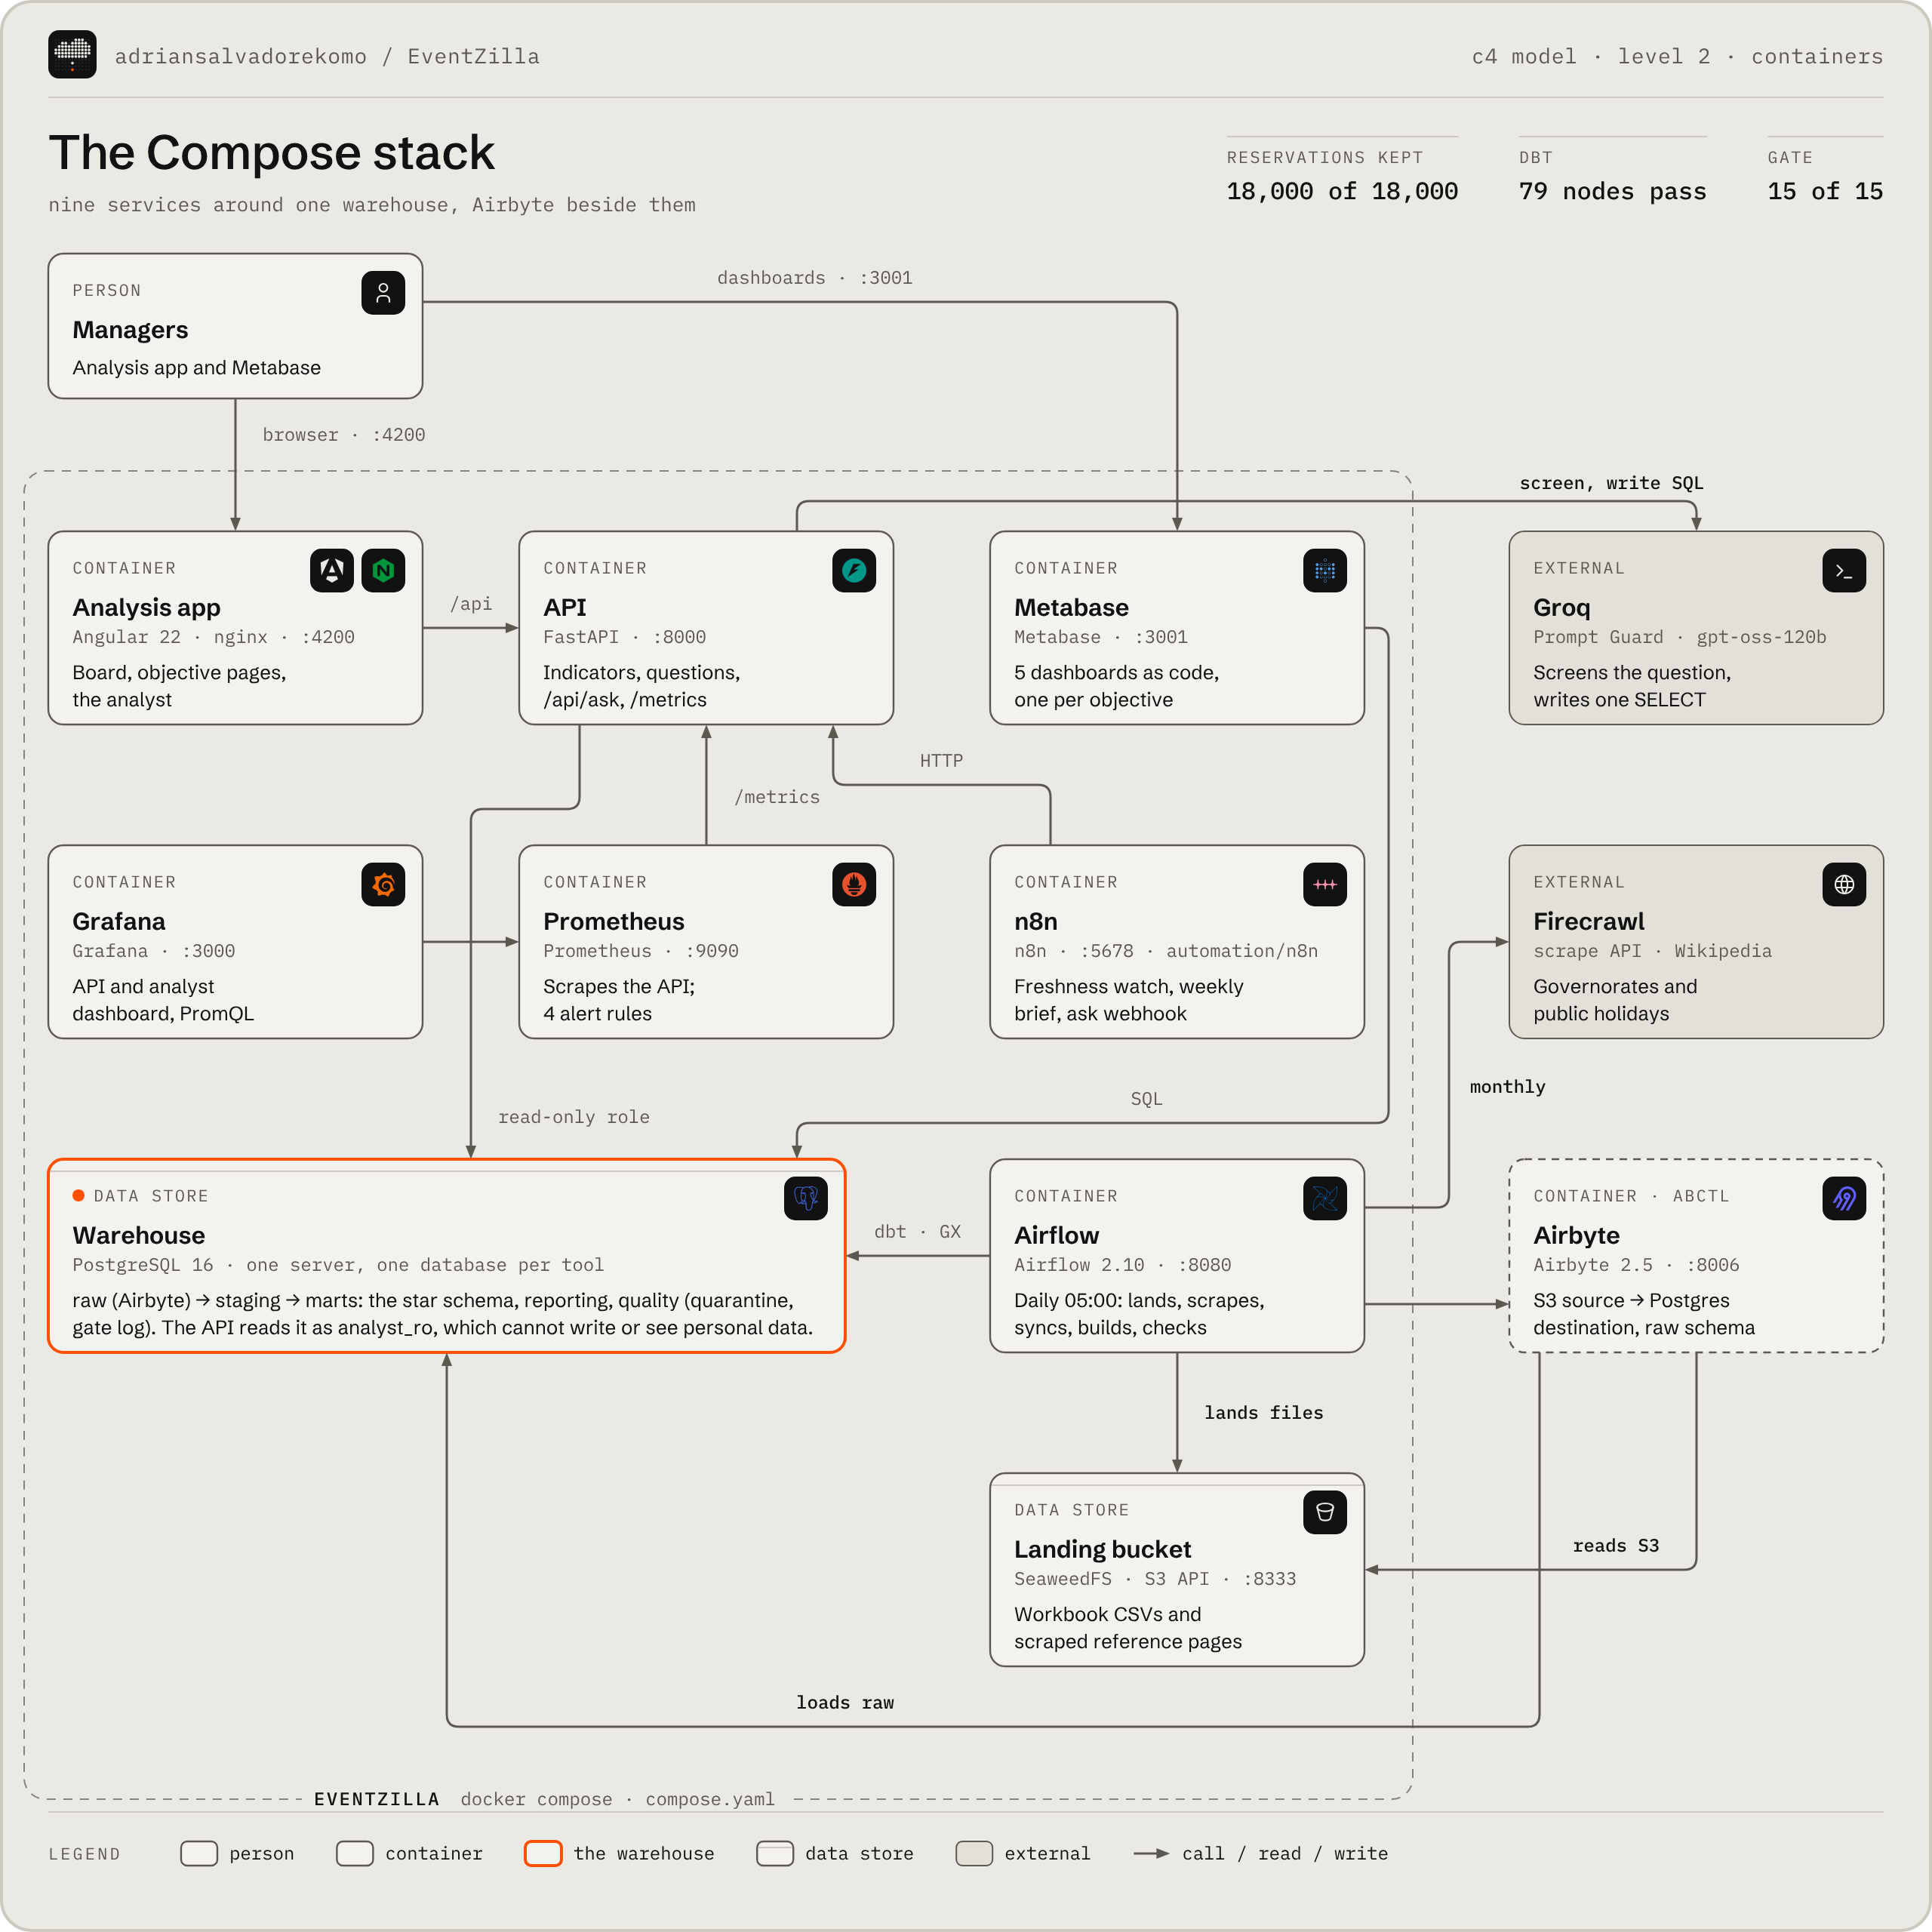 adriansalvadorekomo / EventZilla
c4 model · level 2 · containers
The Compose stack
nine services around one warehouse, Airbyte beside them
RESERVATIONS KEPT
18,000 of 18,000
DBT
79 nodes pass
GATE
15 of 15
PERSON
Managers
Analysis app and Metabase
dashboards · :3001
browser · :4200
screen, write SQL
CONTAINER
Analysis app
Angular 22 · nginx · :4200
Board, objective pages,
the analyst
/api
CONTAINER
API
FastAPI · :8000
Indicators, questions,
/api/ask, /metrics
CONTAINER
Metabase
Metabase · :3001
5 dashboards as code,
one per objective
EXTERNAL
Groq
Prompt Guard · gpt-oss-120b
Screens the question,
writes one SELECT
HTTP
/metrics
CONTAINER
Grafana
Grafana · :3000
API and analyst
dashboard, PromQL
CONTAINER
Prometheus
Prometheus · :9090
Scrapes the API;
4 alert rules
CONTAINER
n8n
n8n · :5678 · automation/n8n
Freshness watch, weekly
brief, ask webhook
EXTERNAL
Firecrawl
scrape API · Wikipedia
Governorates and
public holidays
monthly
SQL
read-only role
DATA STORE
Warehouse
PostgreSQL 16 · one server, one database per tool
raw (Airbyte) → staging → marts: the star schema, reporting, quality (quarantine,
gate log). The API reads it as analyst_ro, which cannot write or see personal data.
dbt · GX
CONTAINER
Airflow
Airflow 2.10 · :8080
Daily 05:00: lands, scrapes,
syncs, builds, checks
CONTAINER · ABCTL
Airbyte
Airbyte 2.5 · :8006
S3 source → Postgres
destination, raw schema
lands files
DATA STORE
Landing bucket
SeaweedFS · S3 API · :8333
Workbook CSVs and
scraped reference pages
reads S3
loads raw
EVENTZILLA docker compose · compose.yaml
LEGEND person container the warehouse data store external call / read / write